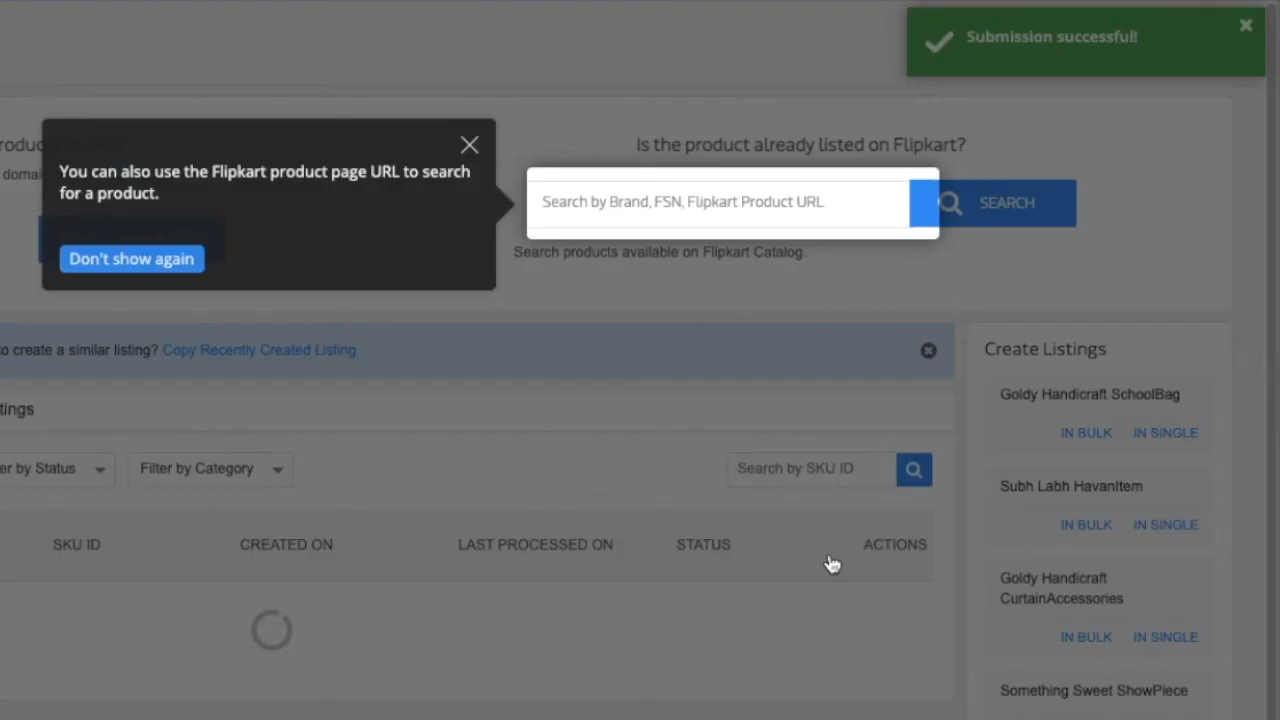 Submission successful!
Is the product already listed on Flipkart?
You can also use the Flipkart product page URL to search
for a product.
Don't show again
Search by Brand, FSN, Flipkart Product URL
SEARCH
Search products available on Flipkart Catalog.
to create a similar listing? Copy Recently Created Listing
Create Listings
Goldy Handicraft SchoolBag
IN BULK IN SINGLE
Subh Labh HavanItem
IN BULK IN SINGLE
Goldy Handicraft
CurtainAccessories
IN BULK IN SINGLE
Something Sweet ShowPiece
tings
er by Status
Filter by Category
Search by SKU ID
SKU ID CREATED ON LAST PROCESSED ON STATUS ACTIONS